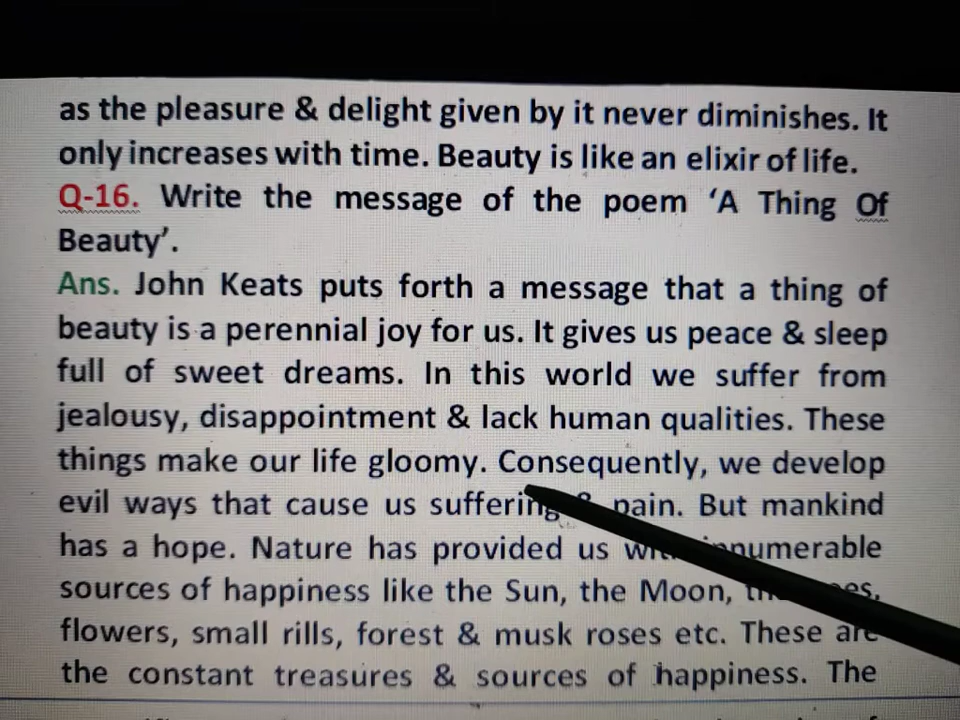 as the pleasure & delight given by it never diminishes. It
only increases with time. Beauty is like an elixir of life.
Q-16. Write the message of the poem ‘A Thing Of
Beauty’.
Ans. John Keats puts forth a message that a thing of
beauty is a perennial joy for us. It gives us peace & sleep
full of sweet dreams. In this world we suffer from
jealousy, disappointment & lack human qualities. These
things make our life gloomy. Consequently, we develop
evil ways that cause us suffering & pain. But mankind
has a hope. Nature has provided us with innumerable
sources of happiness like the Sun, the Moon,
flowers, small rills, forest & musk roses etc. These are
the constant treasures & sources of happiness. The